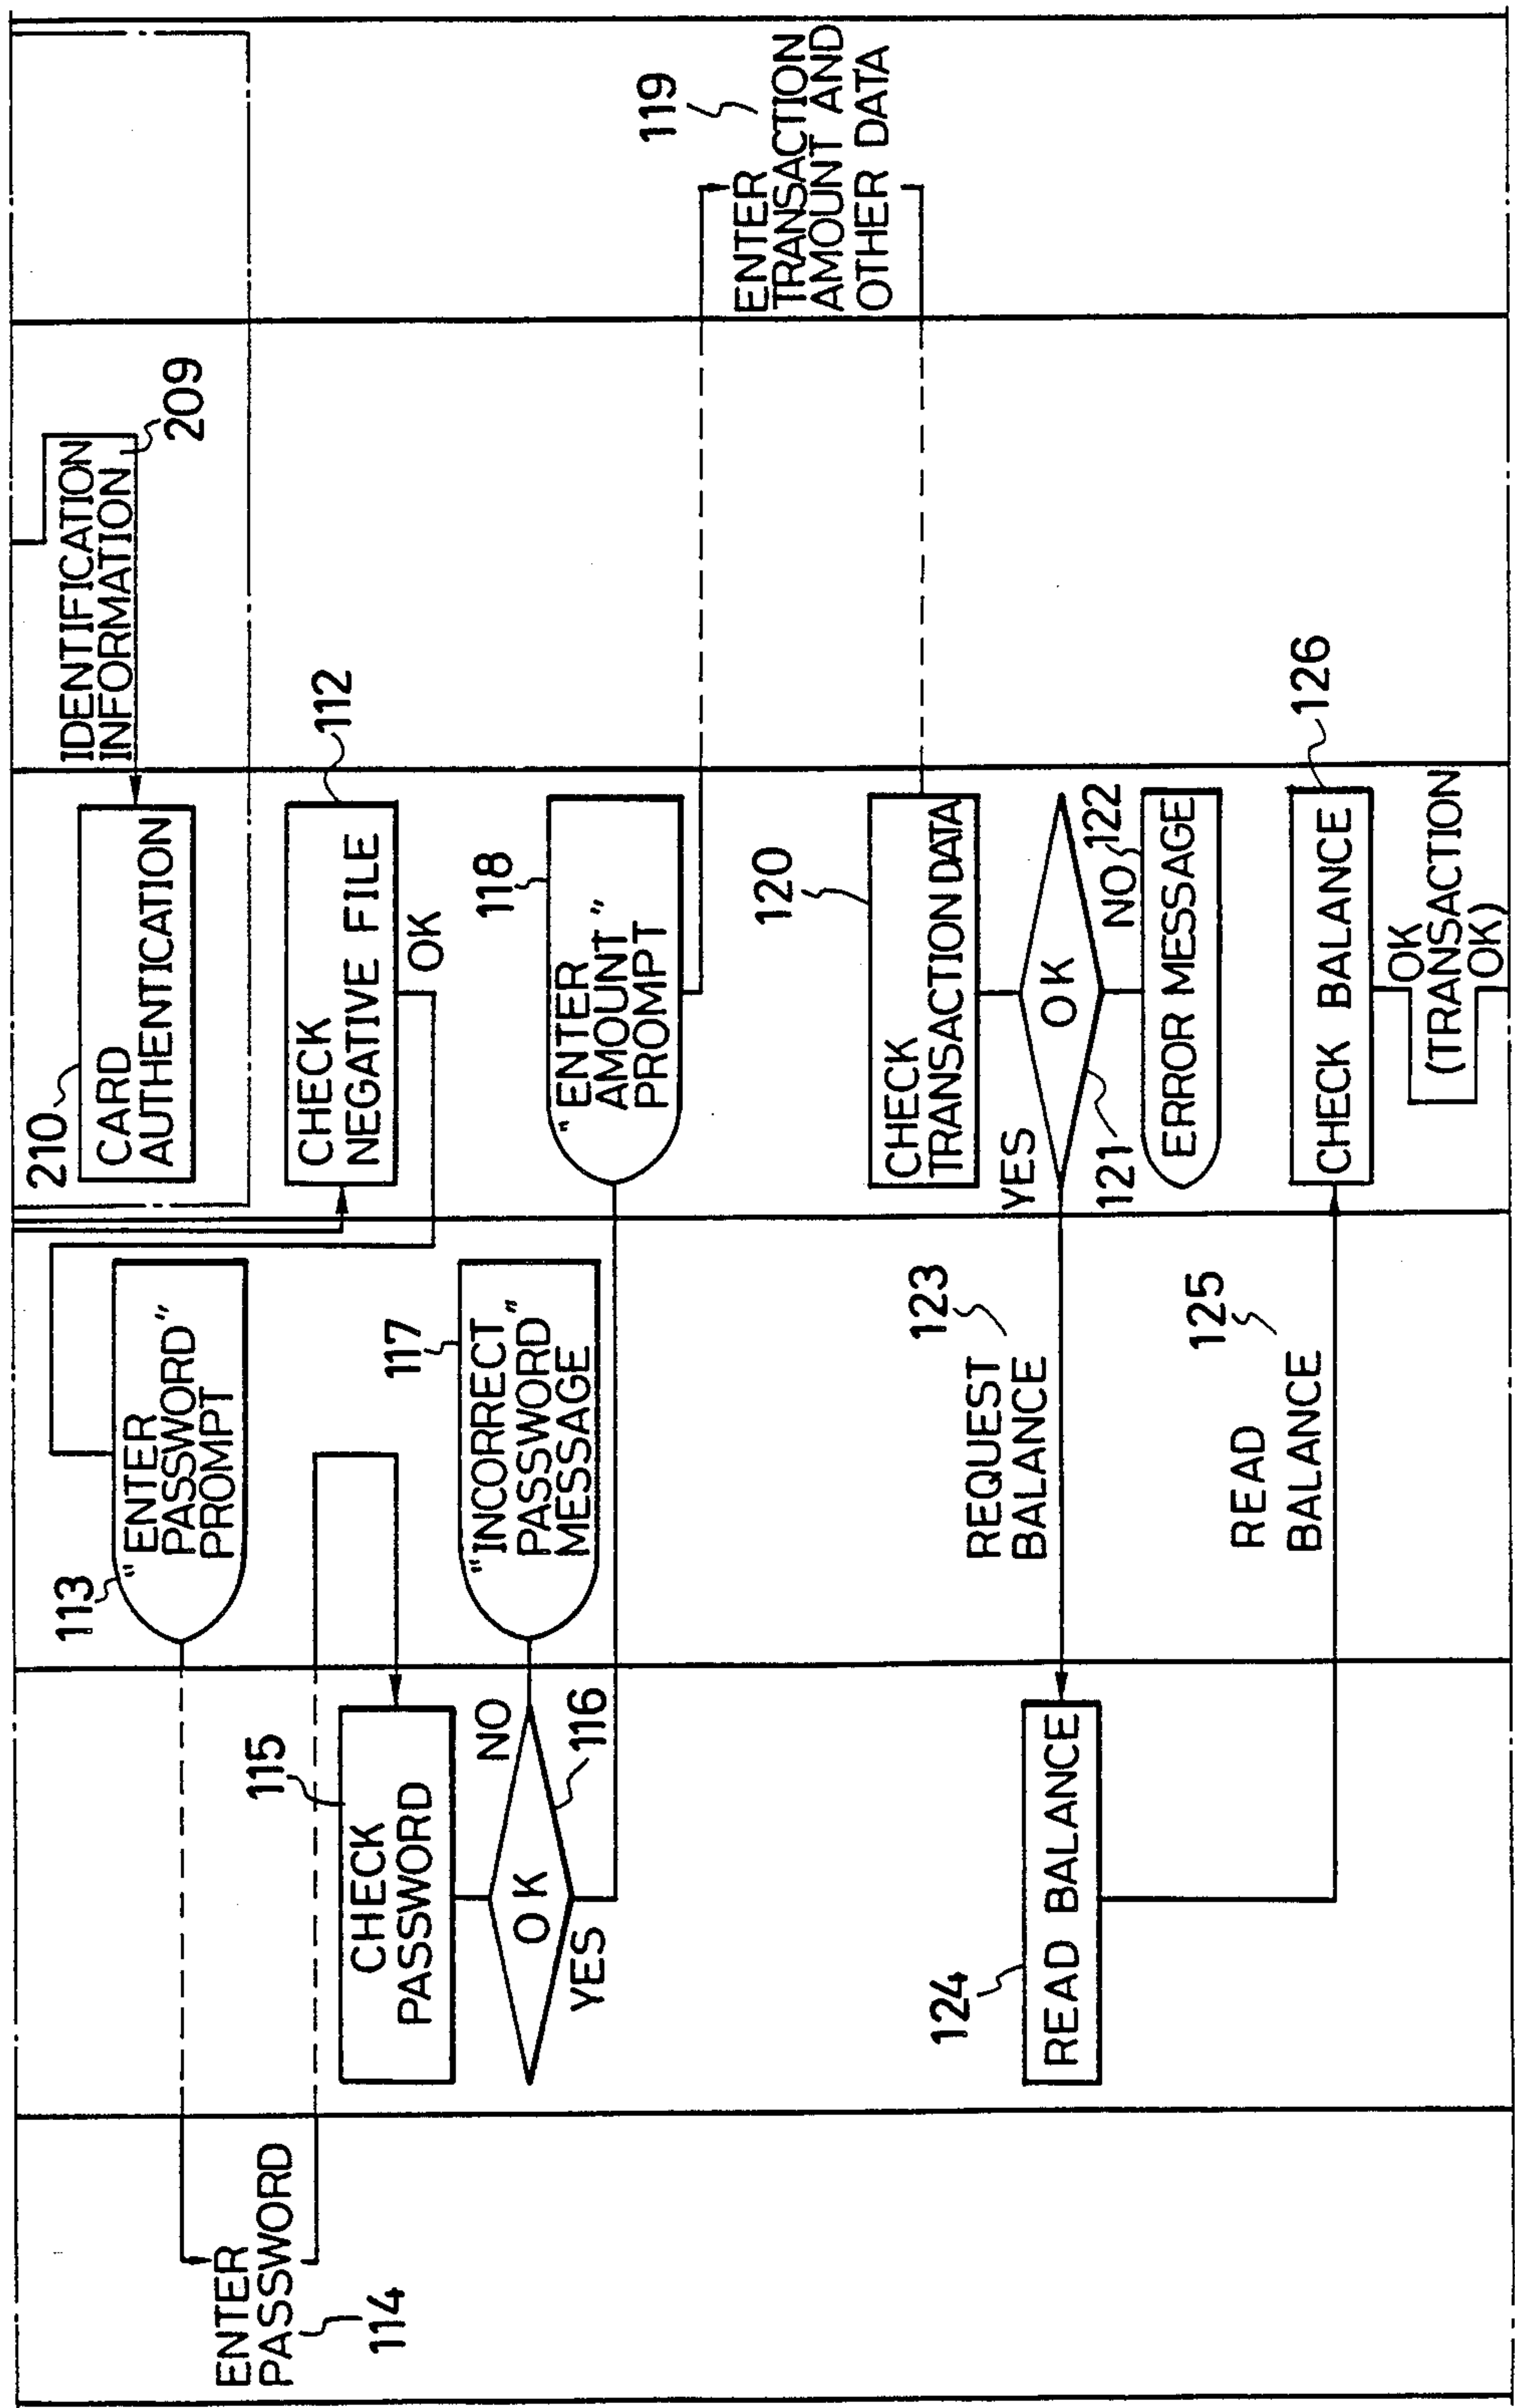 IDENTIFICATION
INFORMATION
209
210
CARD
AUTHENTICATION
CHECK
NEGATIVE FILE
112
OK
113
"ENTER
PASSWORD"
PROMPT
ENTER
PASSWORD
114
115
CHECK
PASSWORD
OK
116
NO
YES
117
"INCORRECT
PASSWORD"
MESSAGE
118
"ENTER
AMOUNT"
PROMPT
119
ENTER
TRANSACTION
AMOUNT AND
OTHER DATA
120
CHECK
TRANSACTION DATA
YES
OK
121
NO
122
ERROR MESSAGE
123
REQUEST
BALANCE
124
READ BALANCE
125
READ
BALANCE
126
CHECK BALANCE
OK
(TRANSACTION
OK)